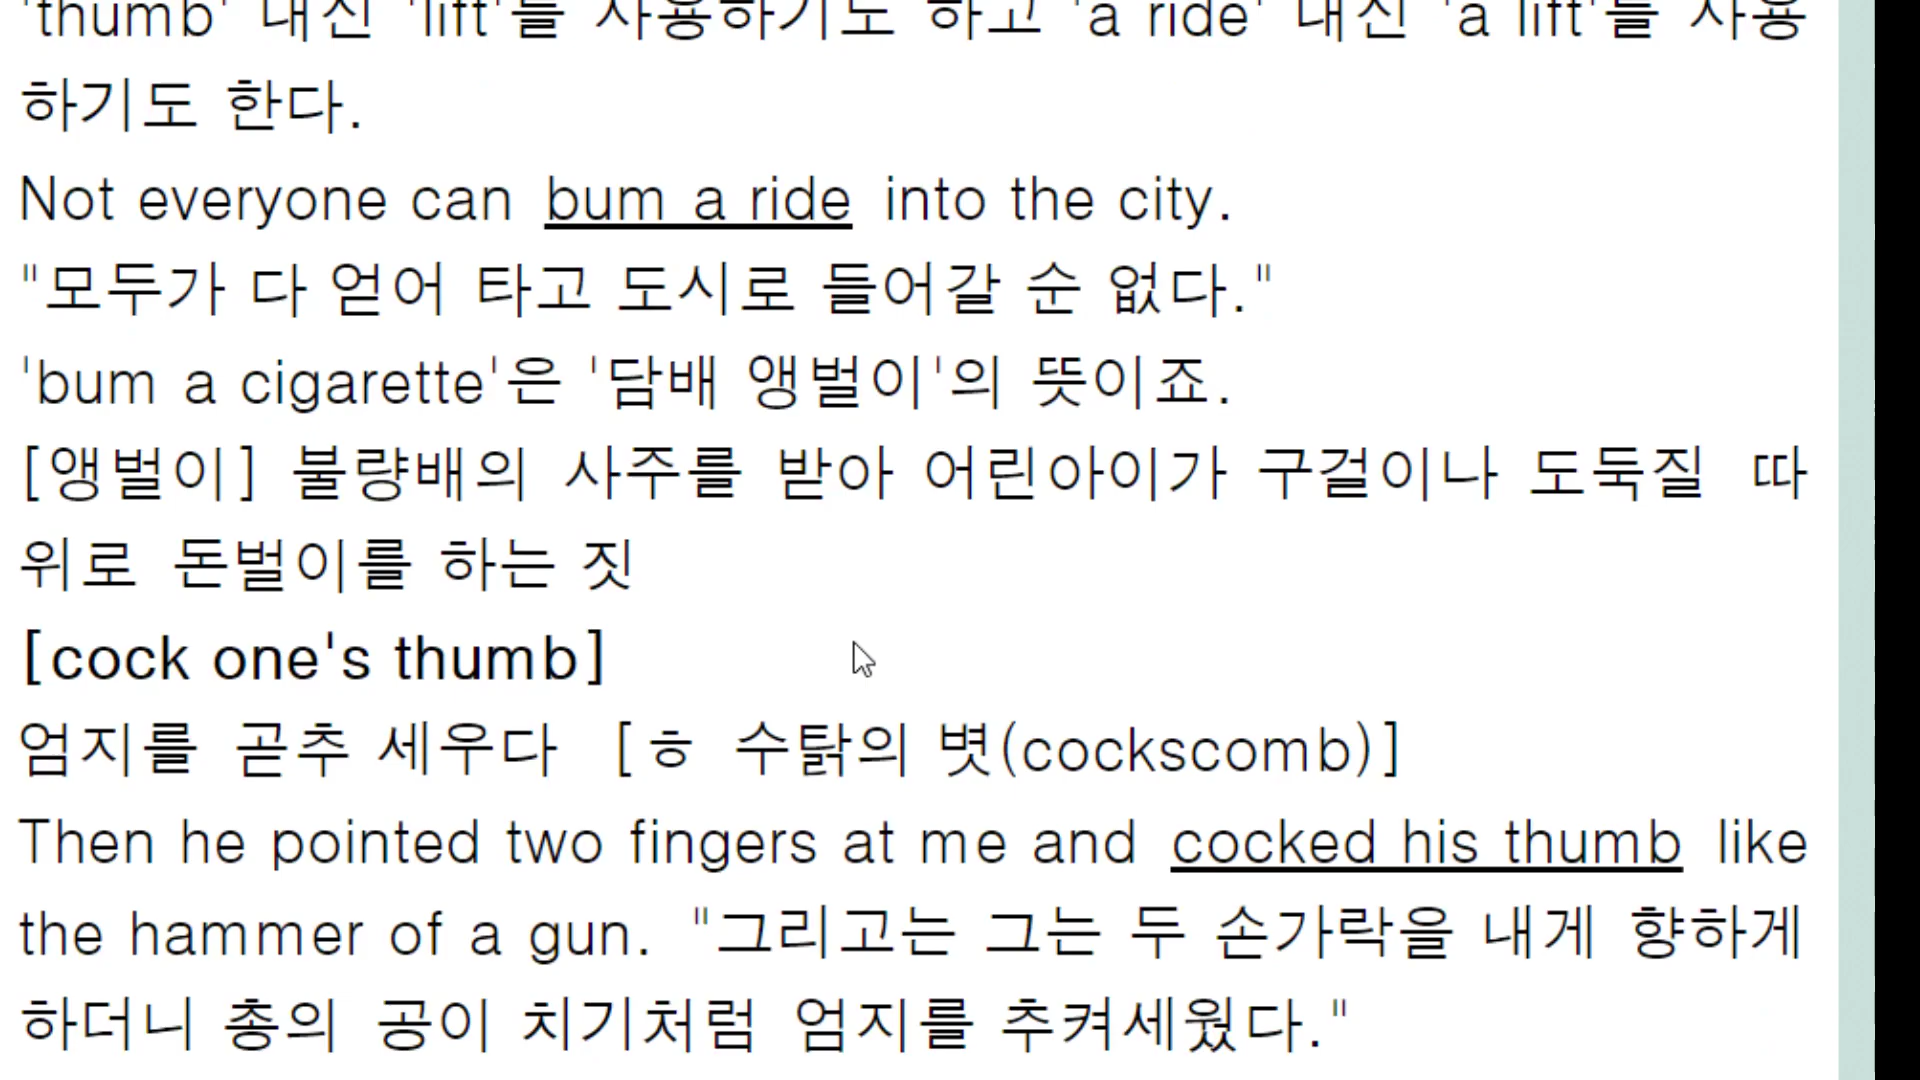 'thumb' 대신 'lift'를 사용하기도 하고 'a ride' 대신 'a lift'를 사용
하기도 한다.
Not everyone can bum a ride into the city.
"모두가 다 얻어 타고 도시로 들어갈 순 없다."
'bum a cigarette'은 '담배 앵벌이'의 뜻이죠.
[앵벌이] 불량배의 사주를 받아 어린아이가 구걸이나 도둑질 따
위로 돈벌이를 하는 짓
[cock one's thumb]
엄지를 곧추 세우다 [ㅎ 수탉의 볏(cockscomb)]
Then he pointed two fingers at me and cocked his thumb like
the hammer of a gun. "그리고는 그는 두 손가락을 내게 향하게
하더니 총의 공이 치기처럼 엄지를 추켜세웠다."